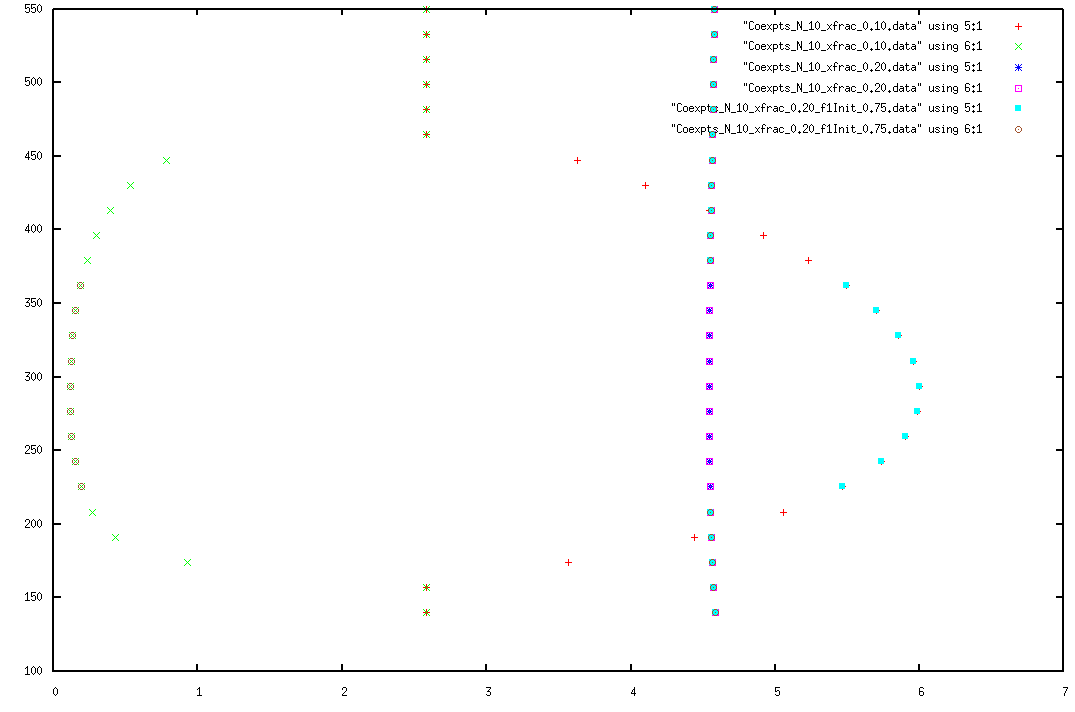 550
500
450
400
350
300
250
200
150
100
"Coexpts_N_10_xfrac_0.10.data" using 5:1
"Coexpts_N_10_xfrac_0.10.data" using 6:1
"Coexpts_N_10_xfrac_0.20.data" using 5:1
"Coexpts_N_10_xfrac_0.20.data" using 6:1
"Coexpts_N_10_xfrac_0.20_f1Init_0.75.data" using 5:1
"Coexpts_N_10_xfrac_0.20_f1Init_0.75.data" using 6:1
0 1 2 3 4 5 6 7